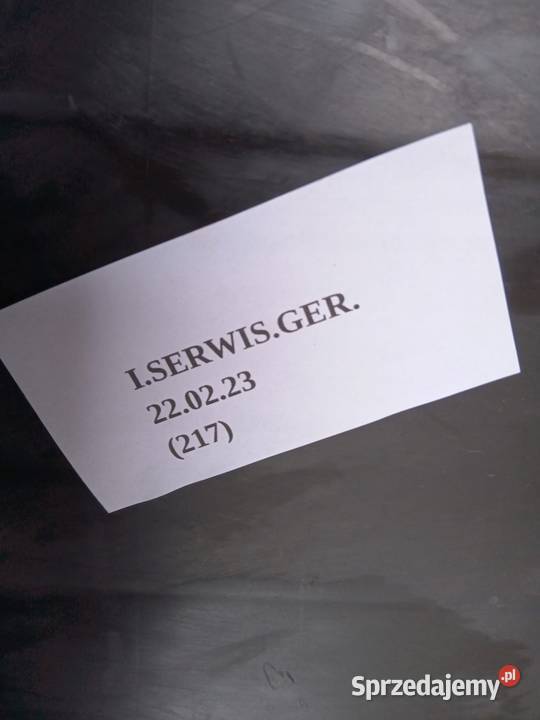 I.SERWIS.GER.
22.02.23
(217)
Sprzedajemy.pl